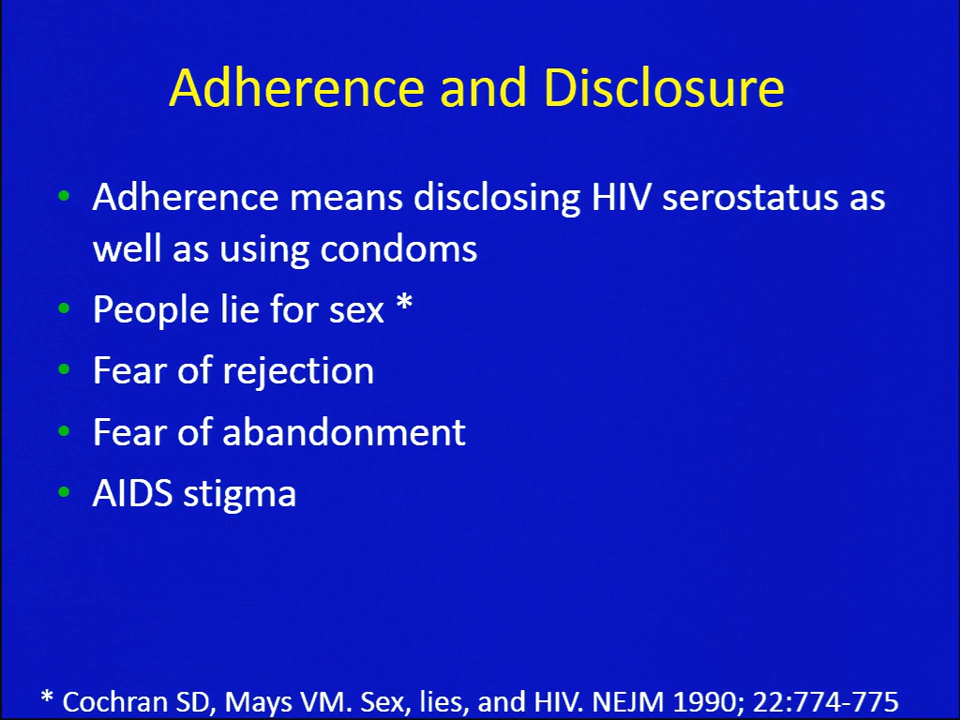 Adherence and Disclosure
• Adherence means disclosing HIV serostatus as
well as using condoms
• People lie for sex *
• Fear of rejection
• Fear of abandonment
• AIDS stigma
* Cochran SD, Mays VM. Sex, lies, and HIV. NEJM 1990; 22:774-775